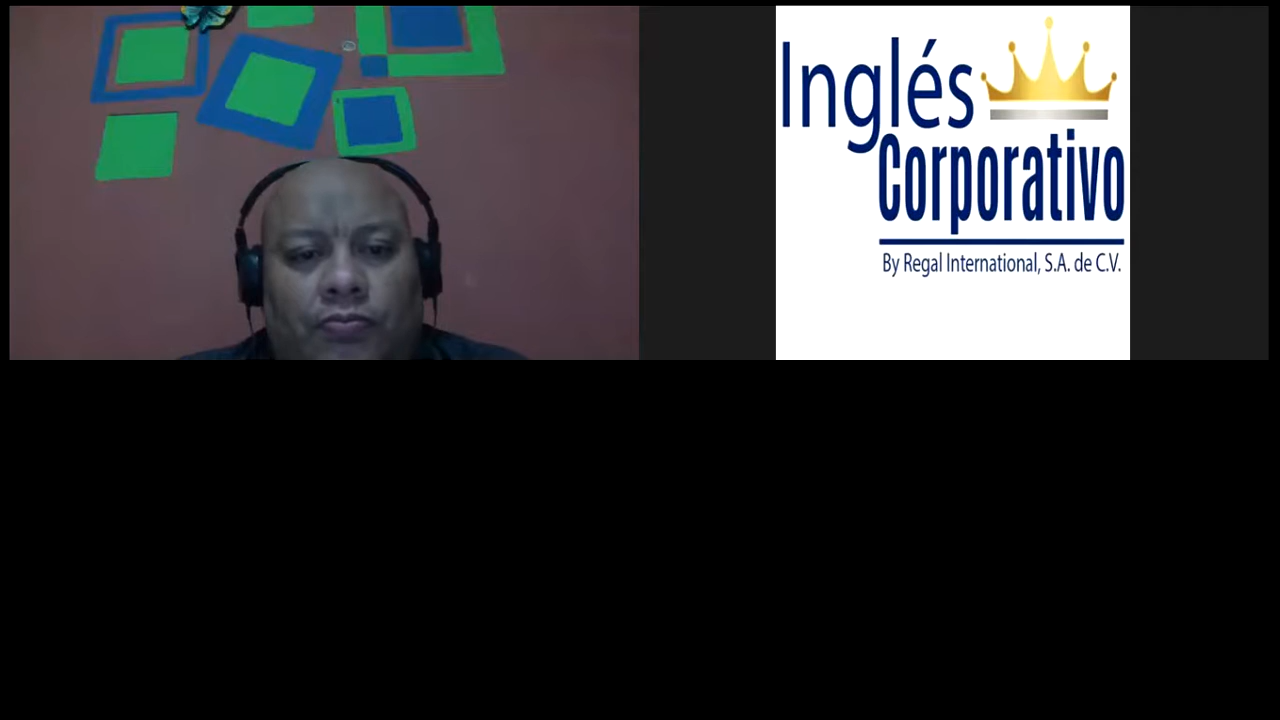 Inglés
Corporativo
By Regal International, S.A. de C.V.